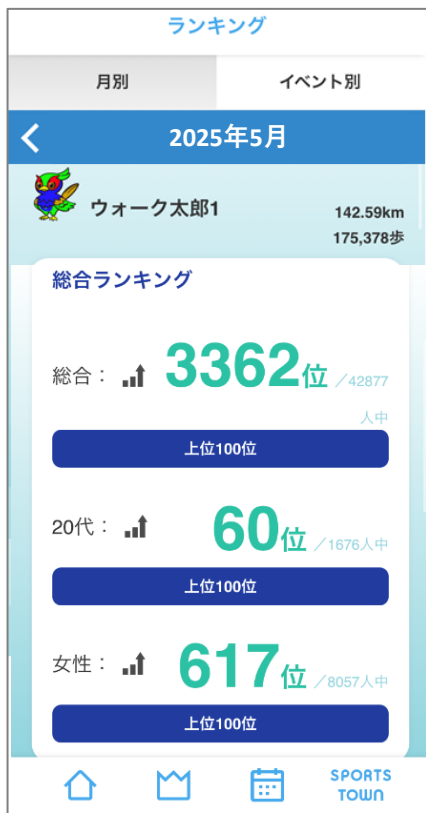 ランキング
月別 イベント別
2025年5月
ウォーク太郎1 142.59km
175,378歩
総合ランキング
総合： 3362位 ／42877
人中
上位100位
20代： 60位 ／1676人中
上位100位
女性： 617位 ／8057人中
上位100位
SPORTS
TOWN